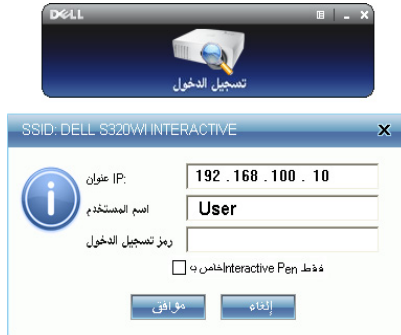 DELL
تسجيل الدخول
SSID: DELL S320WI INTERACTIVE
عنوان IP:
192 . 168 . 100 . 10
اسم المستخدم
User
رمز تسجيل الدخول
خاص بـ Interactive Pen فقط
موافق
إلغاء